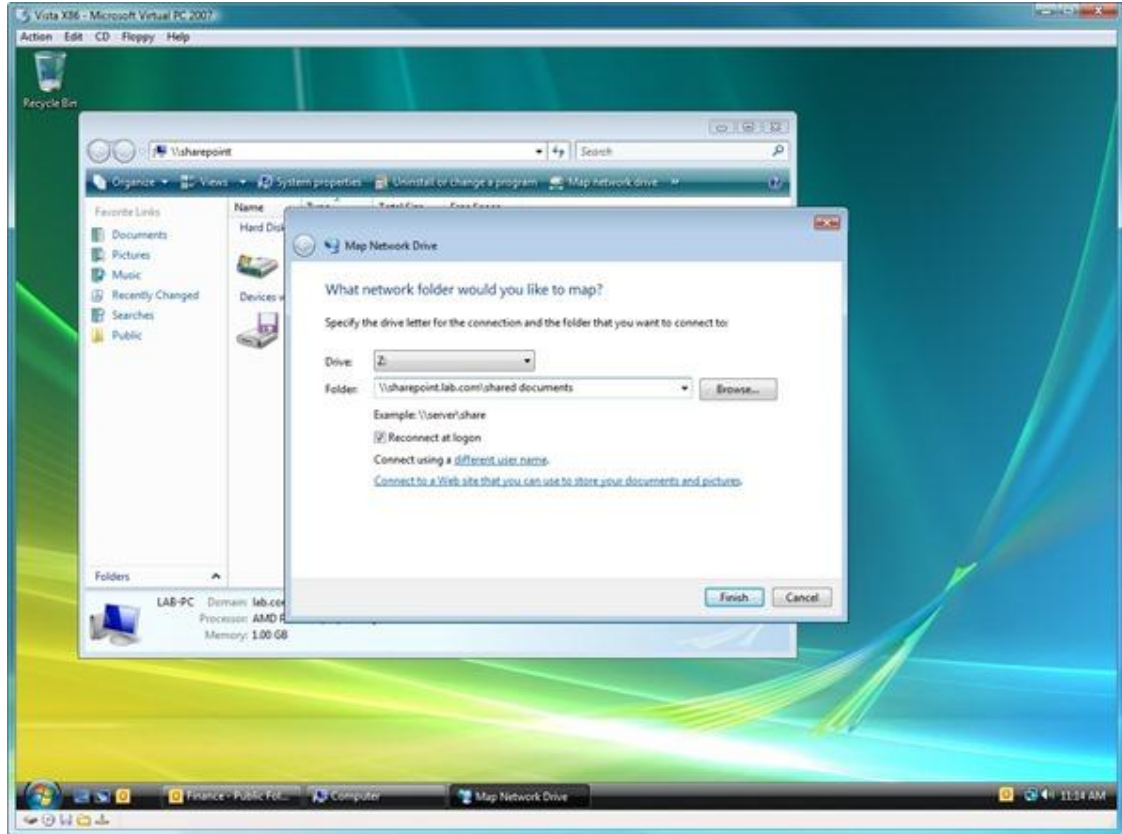 Vista X86 - Microsoft Virtual PC 2007
Action Edit CD Floppy Help
Recycle Bin
\\sharepoint
Search
Organize Views System properties Uninstall or change a program Map network drive »
Favorite Links
Name Type Total Size Free Space
Documents
Hard Disk
Pictures
Music
Recently Changed
Devices w
Searches
Public
Map Network Drive
What network folder would you like to map?
Specify the drive letter for the connection and the folder that you want to connect to:
Drive: Z:
Folder: \\sharepoint.lab.com\shared documents Browse...
Example: \\server\share
Reconnect at logon
Connect using a different user name.
Connect to a Web site that you can use to store your documents and pictures.
Finish Cancel
Folders
LAB-PC Domain: lab.co
Processor: AMD
Memory: 1.00 GB
Finance - Public Fol... Computer Map Network Drive 11:14 AM